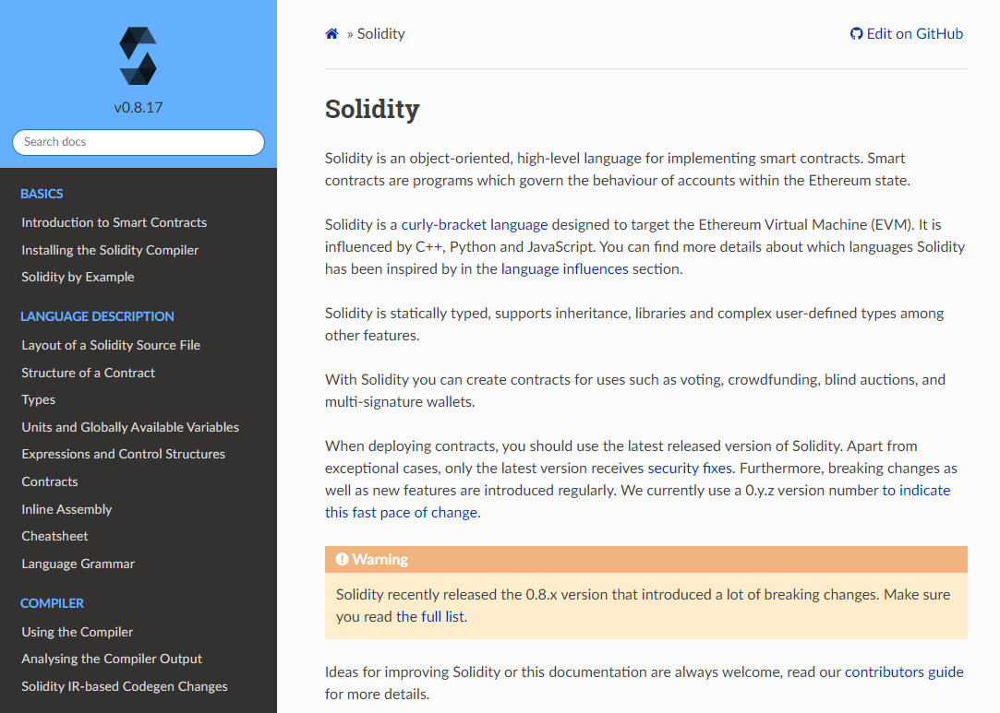 v0.8.17
Search docs
BASICS
Introduction to Smart Contracts
Installing the Solidity Compiler
Solidity by Example
LANGUAGE DESCRIPTION
Layout of a Solidity Source File
Structure of a Contract
Types
Units and Globally Available Variables
Expressions and Control Structures
Contracts
Inline Assembly
Cheatsheet
Language Grammar
COMPILER
Using the Compiler
Analysing the Compiler Output
Solidity IR-based Codegen Changes
» Solidity
Edit on GitHub
Solidity
Solidity is an object-oriented, high-level language for implementing smart contracts. Smart
contracts are programs which govern the behaviour of accounts within the Ethereum state.
Solidity is a curly-bracket language designed to target the Ethereum Virtual Machine (EVM). It is
influenced by C++, Python and JavaScript. You can find more details about which languages Solidity
has been inspired by in the language influences section.
Solidity is statically typed, supports inheritance, libraries and complex user-defined types among
other features.
With Solidity you can create contracts for uses such as voting, crowdfunding, blind auctions, and
multi-signature wallets.
When deploying contracts, you should use the latest released version of Solidity. Apart from
exceptional cases, only the latest version receives security fixes. Furthermore, breaking changes as
well as new features are introduced regularly. We currently use a 0.y.z version number to indicate
this fast pace of change.
Warning
Solidity recently released the 0.8.x version that introduced a lot of breaking changes. Make sure
you read the full list.
Ideas for improving Solidity or this documentation are always welcome, read our contributors guide
for more details.